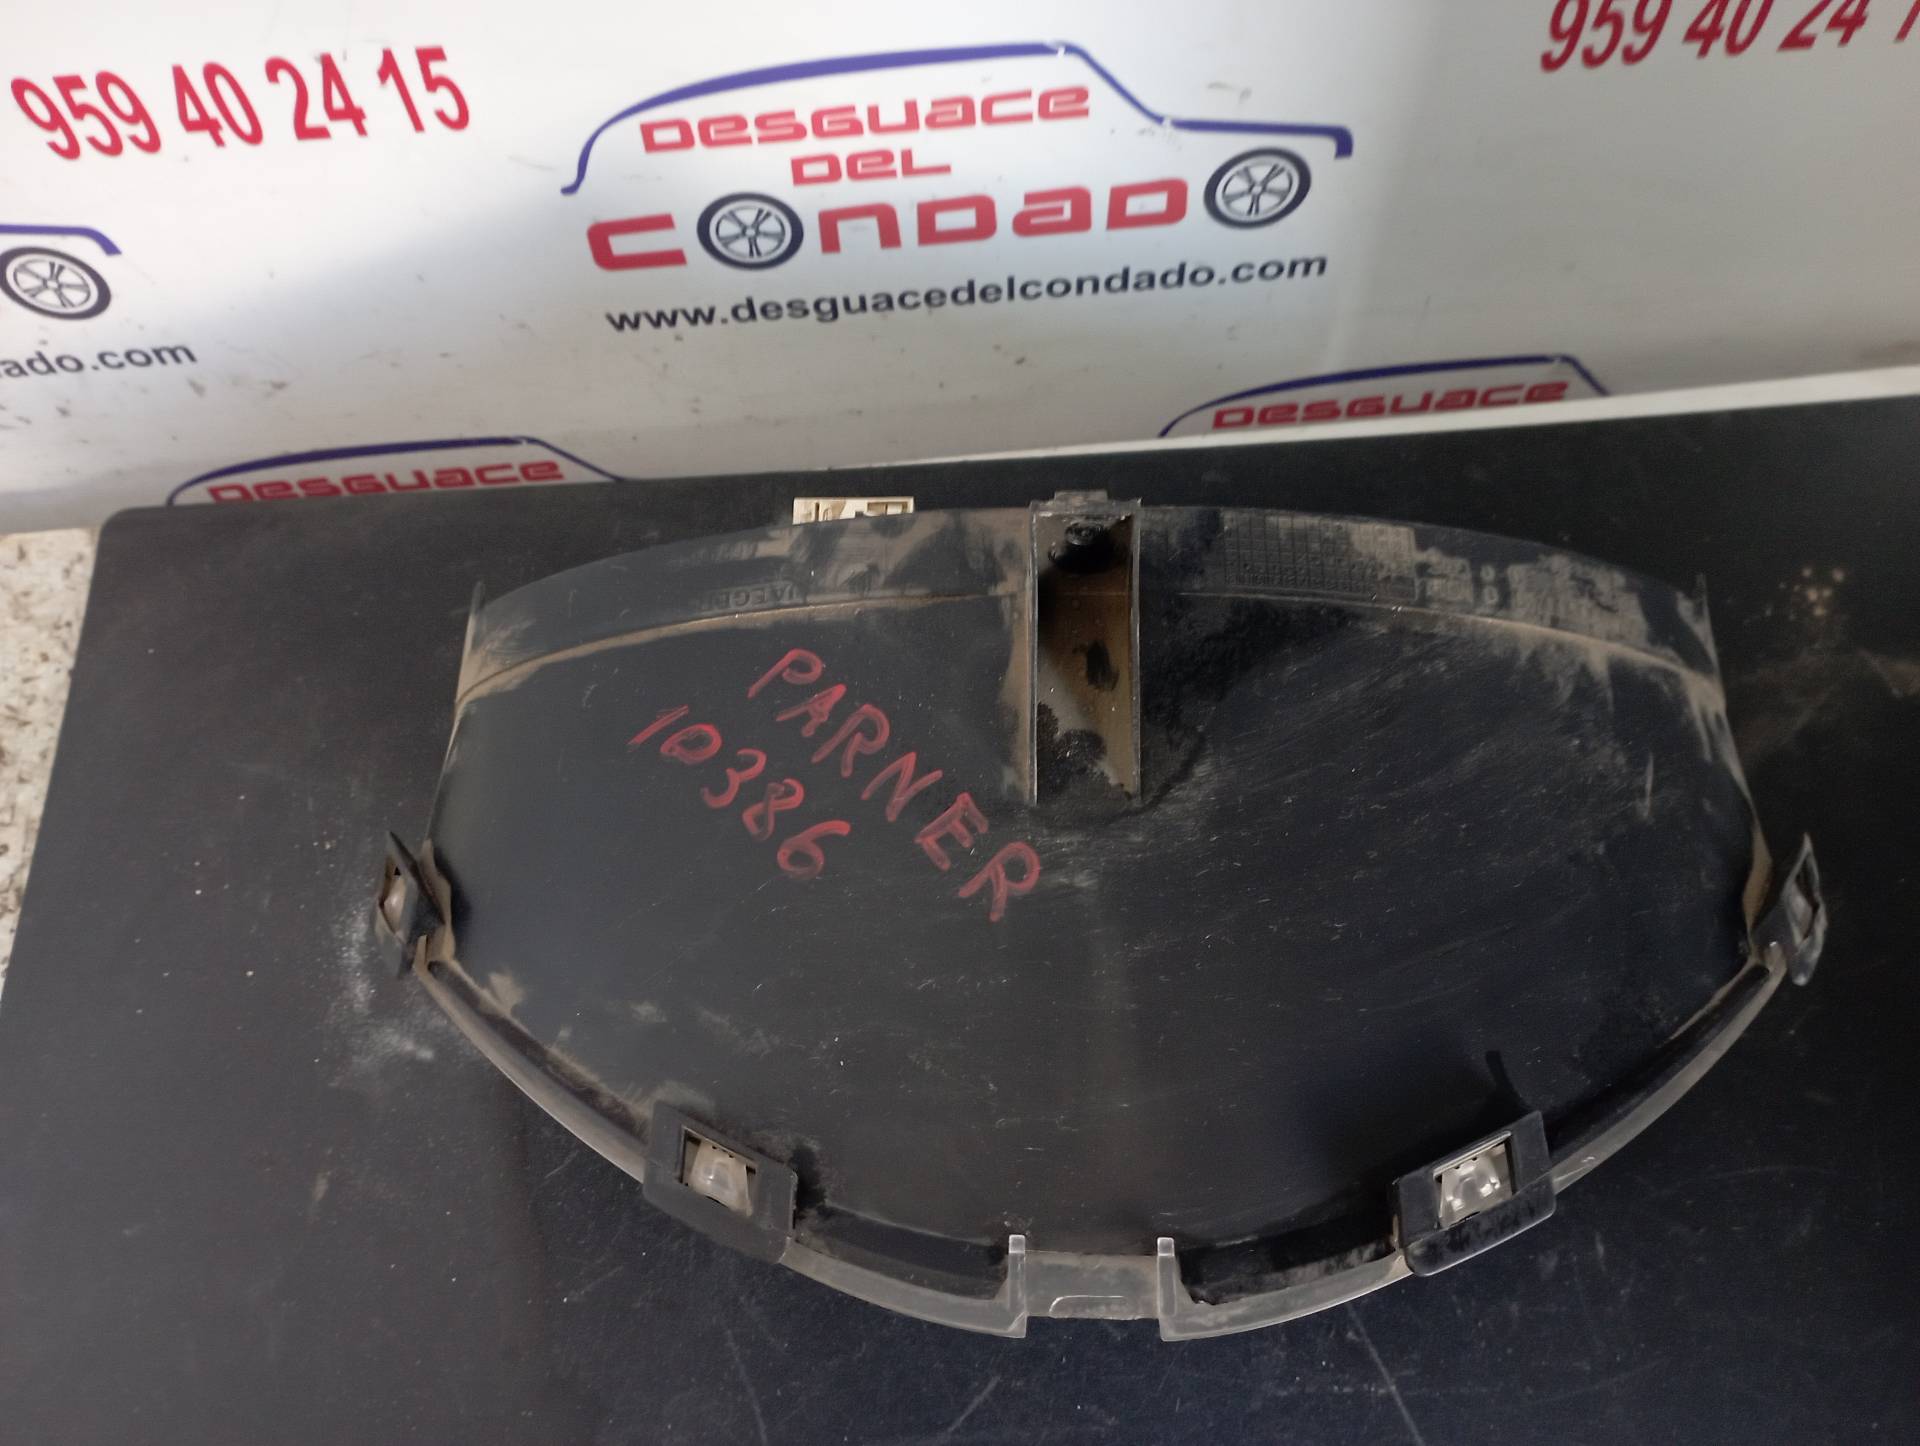 959 40 24 15
959 40 24 1
DESGUACE
DEL
CONDADO
www.desguacedelcondado.com
ado.com
DESGUACE
DESGUACE
JAEGER
PARNER
10386